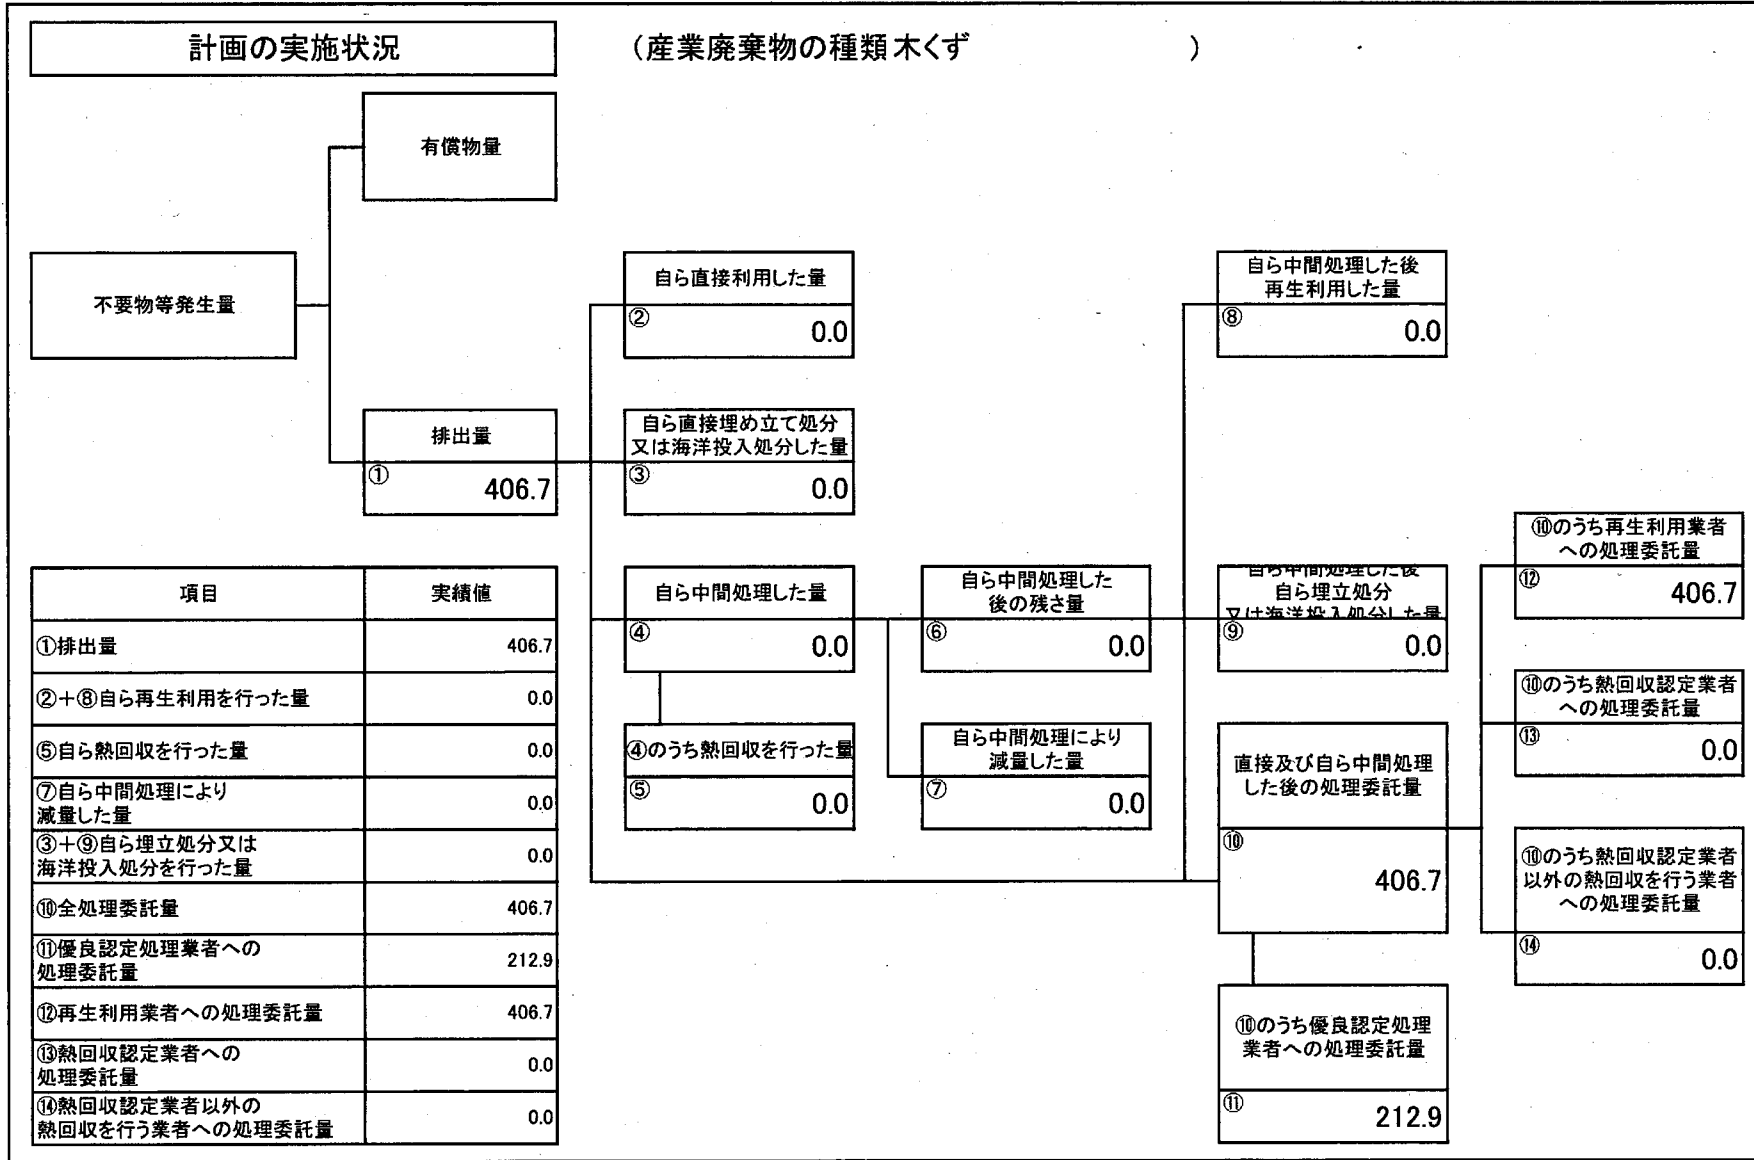 計画の実施状況
(産業廃棄物の種類 木くず )
有償物量
不要物等発生量
排出量
① 406.7
自ら直接利用した量
② 0.0
自ら直接埋め立て処分
又は海洋投入処分した量
③ 0.0
自ら中間処理した量
④ 0.0
④のうち熱回収を行った量
⑤ 0.0
自ら中間処理した
後の残さ量
⑥ 0.0
自ら中間処理により
減量した量
⑦ 0.0
自ら中間処理した後
再生利用した量
⑧ 0.0
自ら中間処理した後
自ら埋立処分
又は海洋投入処分した量
⑨ 0.0
直接及び自ら中間処理
した後の処理委託量
⑩ 406.7
⑩のうち優良認定処理
業者への処理委託量
⑪ 212.9
⑩のうち再生利用業者
への処理委託量
⑫ 406.7
⑩のうち熱回収認定業者
への処理委託量
⑬ 0.0
⑩のうち熱回収認定業者
以外の熱回収を行う業者
への処理委託量
⑭ 0.0
項目 実績値
①排出量 406.7
②+⑧自ら再生利用を行った量 0.0
⑤自ら熱回収を行った量 0.0
⑦自ら中間処理により
減量した量 0.0
③+⑨自ら埋立処分又は
海洋投入処分を行った量 0.0
⑩全処理委託量 406.7
⑪優良認定処理業者への
処理委託量 212.9
⑫再生利用業者への処理委託量 406.7
⑬熱回収認定業者への
処理委託量 0.0
⑭熱回収認定業者以外の
熱回収を行う業者への処理委託量 0.0